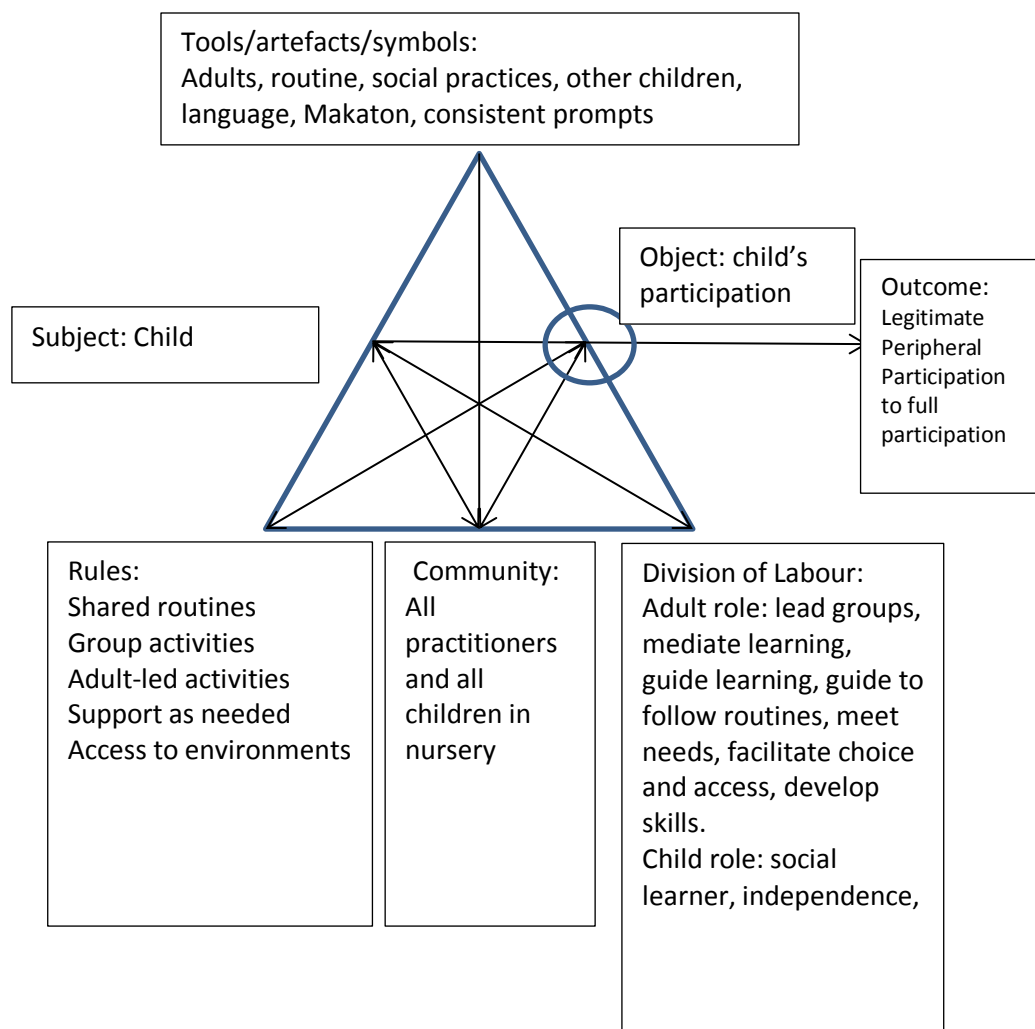 Tools/artefacts/symbols:
Adults, routine, social practices, other children,
language, Makaton, consistent prompts
Object: child’s
participation
Outcome:
Legitimate
Peripheral
Participation
to full
participation
Subject: Child
Rules:
Shared routines
Group activities
Adult-led activities
Support as needed
Access to environments
Community:
All
practitioners
and all
children in
nursery
Division of Labour:
Adult role: lead groups,
mediate learning,
guide learning, guide to
follow routines, meet
needs, facilitate choice
and access, develop
skills.
Child role: social
learner, independence,